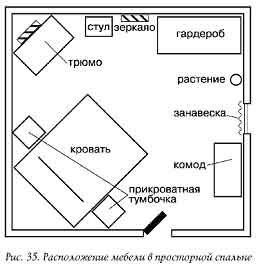 стул
зеркало
гардероб
трюмо
растение
занавеска
кровать
комод
прикроватная
тумбочка
Рис. 35. Расположение мебели в просторной спальне